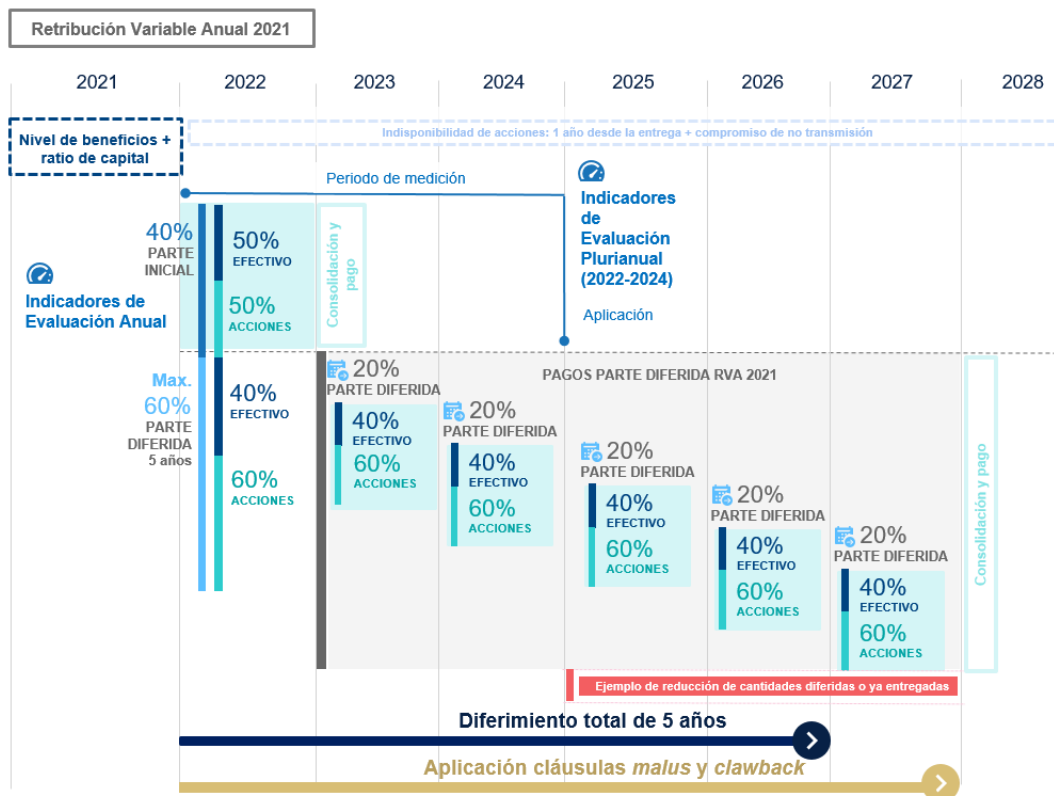 Retribución Variable Anual 2021
2021
2022
2023
2024
2025
2026
2027
2028
Nivel de beneficios +
ratio de capital
Indisponibilidad de acciones: 1 año desde la entrega + compromiso de no transmisión
Periodo de medición
Indicadores
de
Evaluación
Plurianual
(2022-2024)
Aplicación
40%
PARTE
INICIAL
50%
EFECTIVO
50%
ACCIONES
Consolidación y
pago
Indicadores de
Evaluación Anual
Max.
60%
PARTE
DIFERIDA
5 años
40%
EFECTIVO
60%
ACCIONES
PAGOS PARTE DIFERIDA RVA 2021
20%
PARTE DIFERIDA
40%
EFECTIVO
60%
ACCIONES
20%
PARTE DIFERIDA
40%
EFECTIVO
60%
ACCIONES
20%
PARTE DIFERIDA
40%
EFECTIVO
60%
ACCIONES
20%
PARTE DIFERIDA
40%
EFECTIVO
60%
ACCIONES
20%
PARTE DIFERIDA
40%
EFECTIVO
60%
ACCIONES
Consolidación y pago
Ejemplo de reducción de cantidades diferidas o ya entregadas
Diferimiento total de 5 años
Aplicación cláusulas malus y clawback